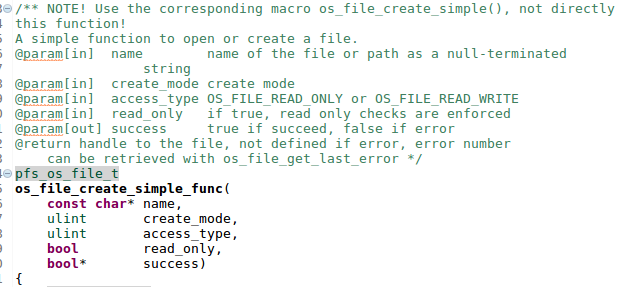 /** NOTE! Use the corresponding macro os_file_create_simple(), not directly
this function!
A simple function to open or create a file.
@param[in]  name        name of the file or path as a null-terminated
                string
@param[in]  create_mode create mode
@param[in]  access_type OS_FILE_READ_ONLY or OS_FILE_READ_WRITE
@param[in]  read_only   if true, read only checks are enforced
@param[out] success     true if succeed, false if error
@return handle to the file, not defined if error, error number
    can be retrieved with os_file_get_last_error */
pfs_os_file_t
os_file_create_simple_func(
    const char* name,
    ulint       create_mode,
    ulint       access_type,
    bool        read_only,
    bool*       success)
{